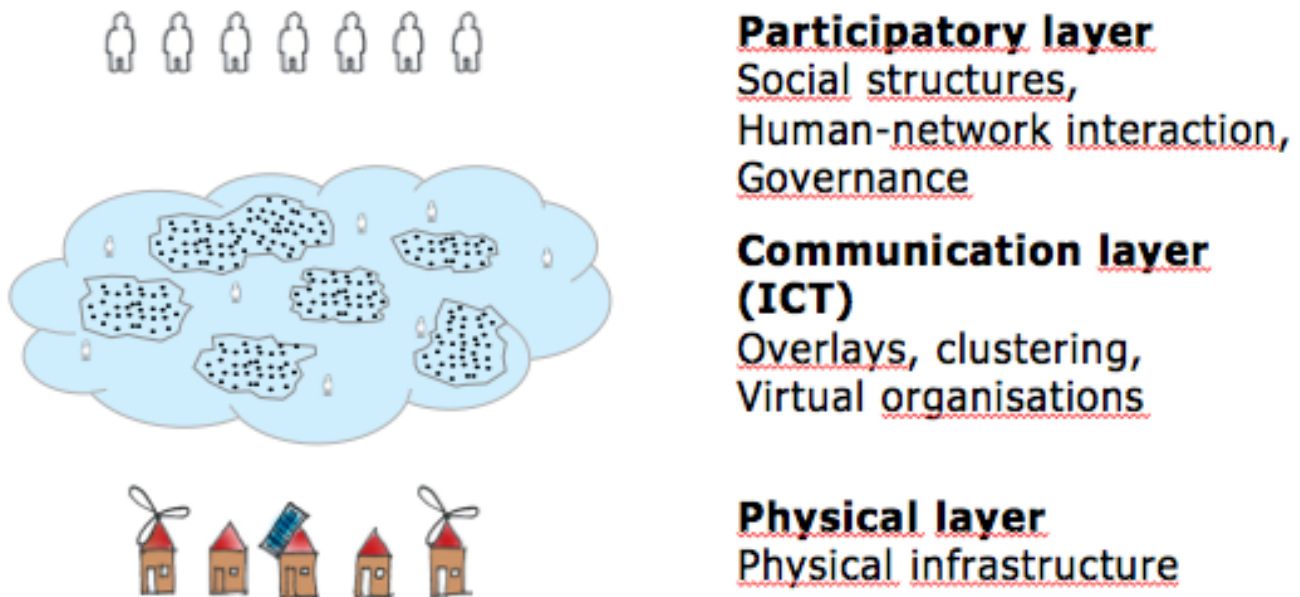 Participatory layer
Social structures,
Human-network interaction,
Governance
Communication layer
(ICT)
Overlays, clustering,
Virtual organisations
Physical layer
Physical infrastructure